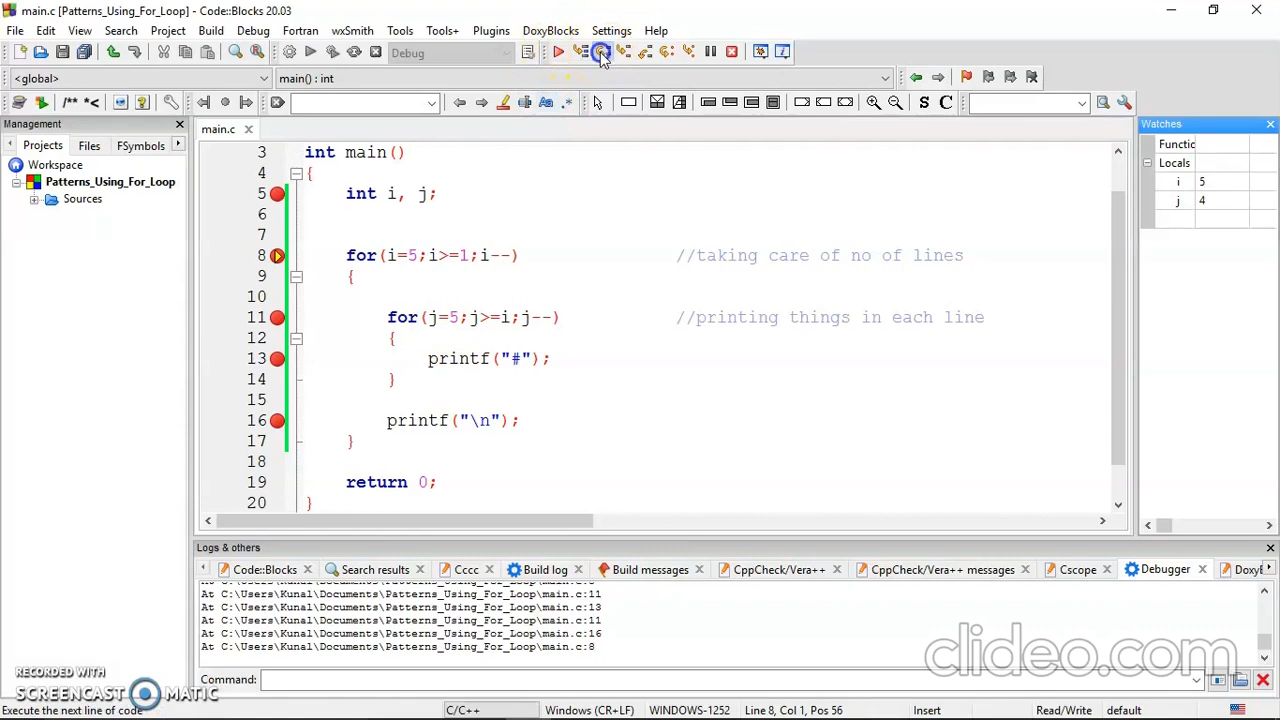 main.c [Patterns_Using_For_Loop] - Code::Blocks 20.03
File Edit View Search Project Build Debug Fortran wxSmith Tools Tools+ Plugins DoxyBlocks Settings Help
Debug
<global> main() : int
/** *< Aa .* S C
Management
Projects Files FSymbols
Workspace
Patterns_Using_For_Loop
Sources
main.c
3 int main()
4 {
5 int i, j;
6
7
8 for(i=5;i>=1;i--) //taking care of no of lines
9 {
10
11 for(j=5;j>=i;j--) //printing things in each line
12 {
13 printf("#");
14 }
15
16 printf("\n");
17 }
18
19 return 0;
20 }
Watches
Functic
Locals
i 5
j 4
Logs & others
Code::Blocks Search results Cccc Build log Build messages CppCheck/Vera++ CppCheck/Vera++ messages Cscope Debugger Doxyl
At C:\Users\Kunal\Documents\Patterns_Using_For_Loop\main.c:11
At C:\Users\Kunal\Documents\Patterns_Using_For_Loop\main.c:13
At C:\Users\Kunal\Documents\Patterns_Using_For_Loop\main.c:11
At C:\Users\Kunal\Documents\Patterns_Using_For_Loop\main.c:16
At C:\Users\Kunal\Documents\Patterns_Using_For_Loop\main.c:8
Command:
clideo.com
RECORDED WITH
SCREENCAST MATIC
Execute the next line of code C/C++ Windows (CR+LF) WINDOWS-1252 Line 8, Col 1, Pos 56 Insert Read/Write default